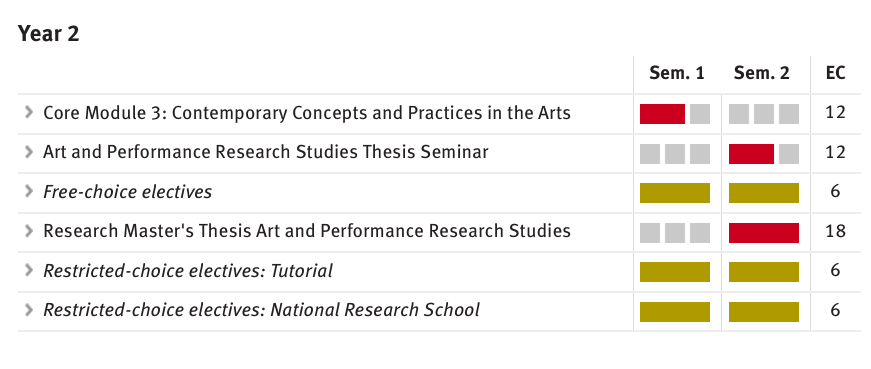 Year 2
Sem. 1 Sem. 2 EC
Core Module 3: Contemporary Concepts and Practices in the Arts 12
Art and Performance Research Studies Thesis Seminar 12
Free-choice electives 6
Research Master's Thesis Art and Performance Research Studies 18
Restricted-choice electives: Tutorial 6
Restricted-choice electives: National Research School 6